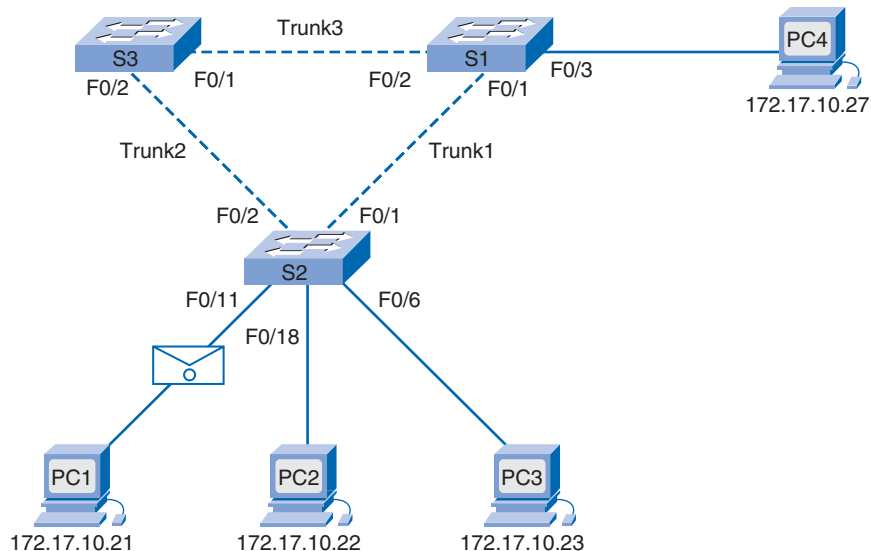 Trunk3
S3
S1
PC4
F0/2
F0/1
F0/2
F0/1
F0/3
172.17.10.27
Trunk2
Trunk1
F0/2
F0/1
S2
F0/11
F0/6
F0/18
PC1
PC2
PC3
172.17.10.21
172.17.10.22
172.17.10.23